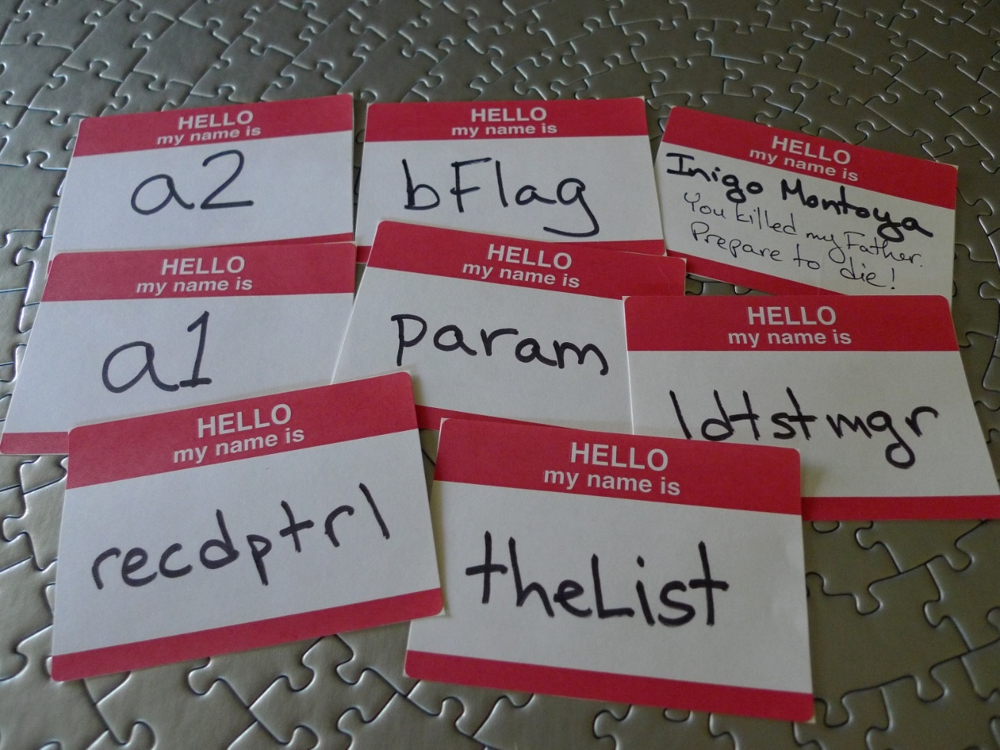 HELLO
my name is
a2
HELLO
my name is
bFlag
HELLO
my name is
Inigo Montoya
You killed my Father.
Prepare to die!
HELLO
my name is
a1
HELLO
my name is
param
HELLO
my name is
ldtstmgr
HELLO
my name is
recdptrl
HELLO
my name is
theList